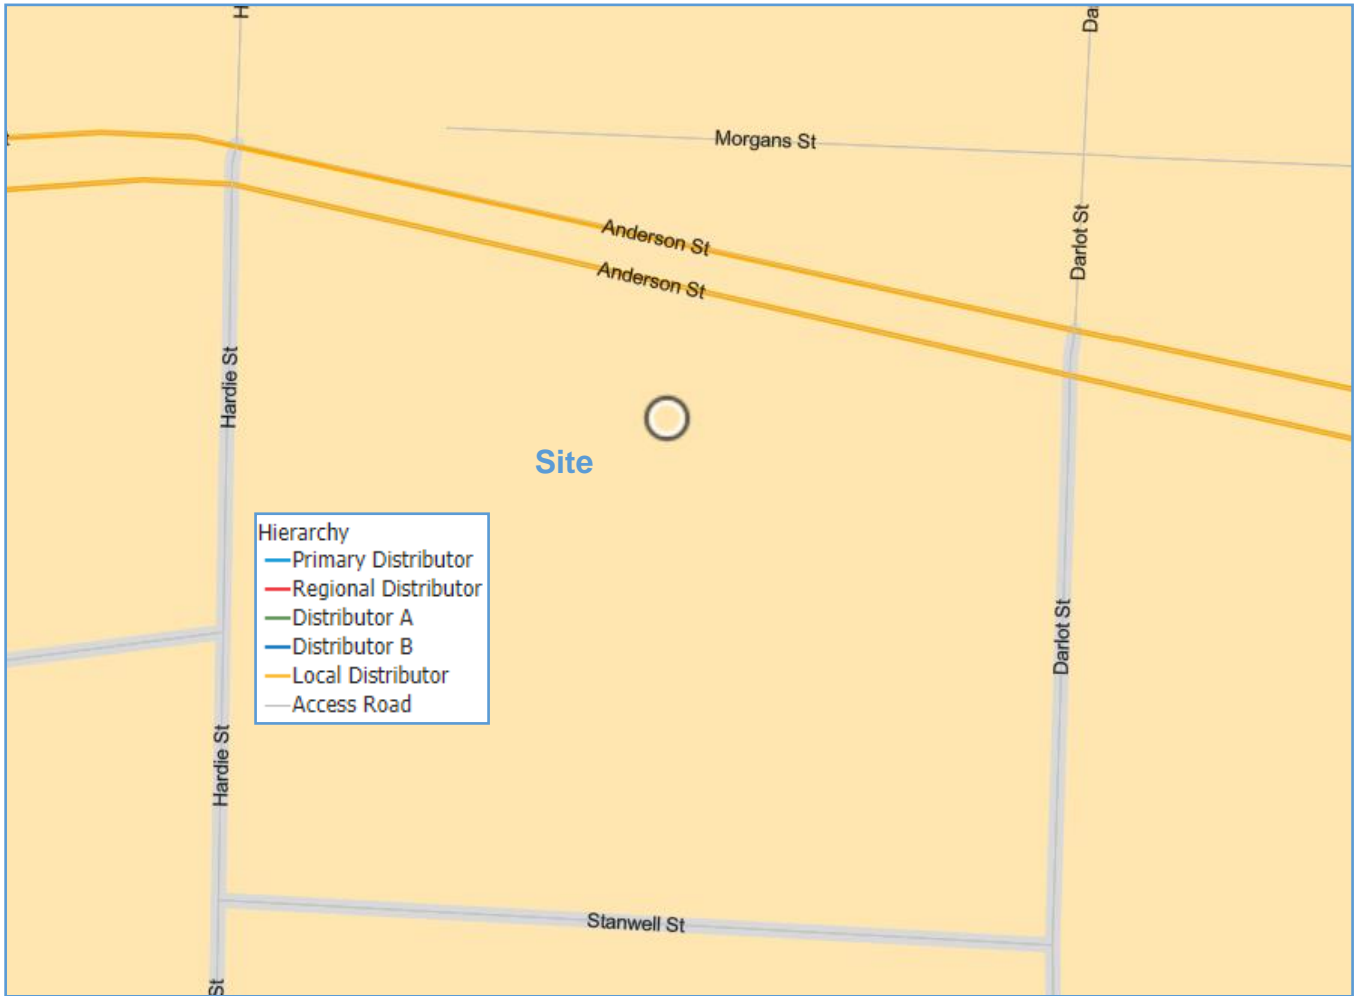 H
Da
Morgans St
Anderson St
Anderson St
Darlot St
Hardie St
Site
Hierarchy
Primary Distributor
Regional Distributor
Distributor A
Distributor B
Local Distributor
Access Road
Darlot St
Hardie St
Stanwell St
St